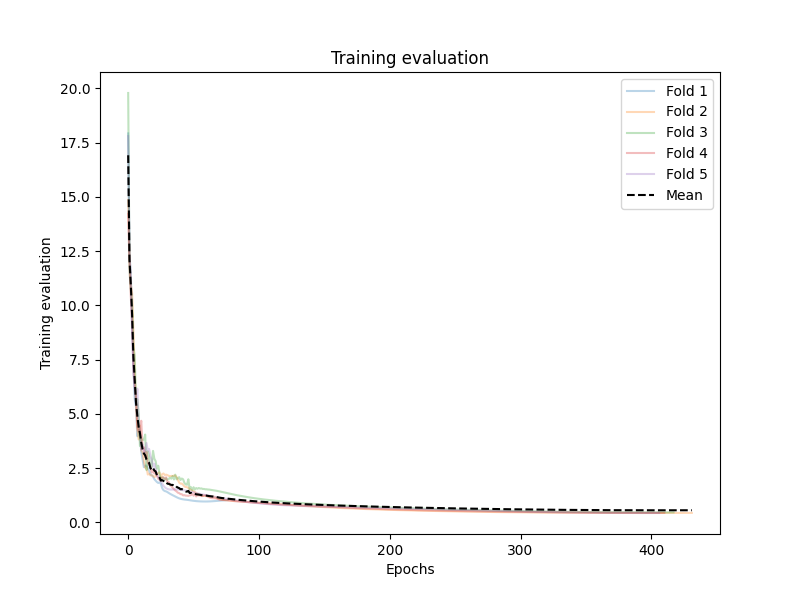 Training evaluation
Training evaluation
20.0
17.5
15.0
12.5
10.0
7.5
5.0
2.5
0.0
0
100
200
300
400
Epochs
Fold 1
Fold 2
Fold 3
Fold 4
Fold 5
Mean